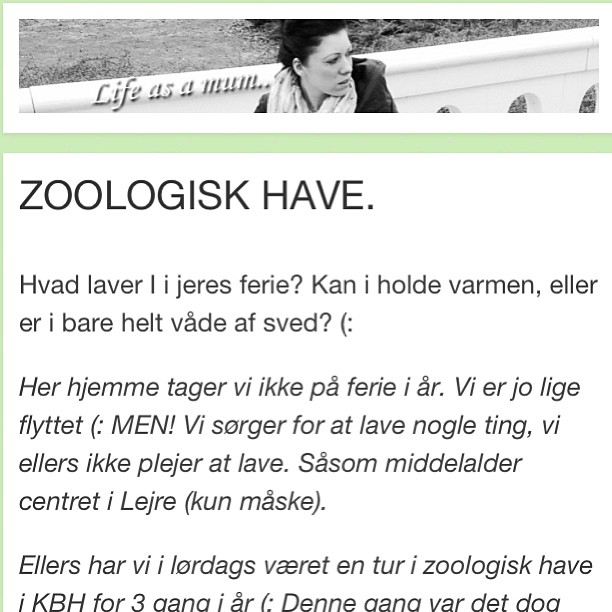 Life as a mum..
ZOOLOGISK HAVE.
Hvad laver I i jeres ferie? Kan i holde varmen, eller
er i bare helt våde af sved? (:
Her hjemme tager vi ikke på ferie i år. Vi er jo lige
flyttet (: MEN! Vi sørger for at lave nogle ting, vi
ellers ikke plejer at lave. Såsom middelalder
centret i Lejre (kun måske).
Ellers har vi i lørdags været en tur i zoologisk have
i KBH for 3 gang i år (: Denne gang var det dog